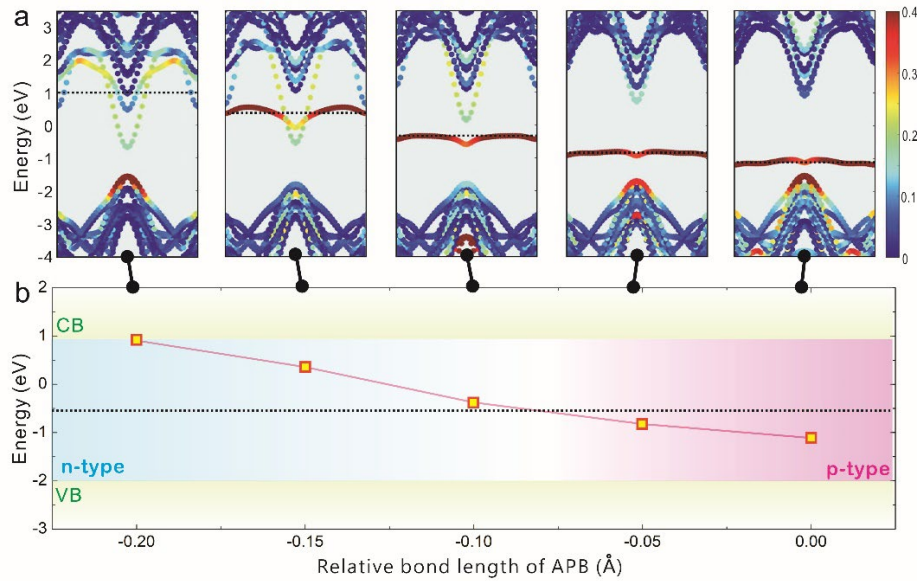 a
Energy (eV)
3
2
1
0
-1
-2
-3
-4
0.4
0.3
0.2
0.1
0
b
Energy (eV)
2
1
0
-1
-2
-3
CB
n-type
p-type
VB
-0.20
-0.15
-0.10
-0.05
0.00
Relative bond length of APB (Å)